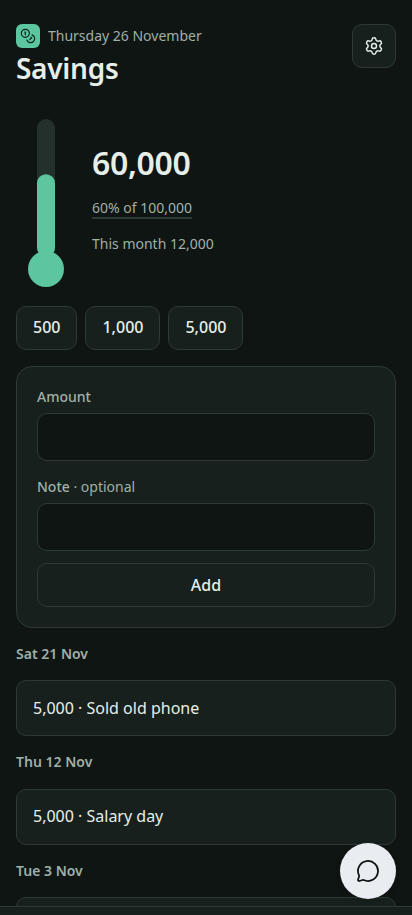 Thursday 26 November
Savings
60,000
60% of 100,000
This month 12,000
500
1,000
5,000
Amount
Note · optional
Add
Sat 21 Nov
5,000 · Sold old phone
Thu 12 Nov
5,000 · Salary day
Tue 3 Nov